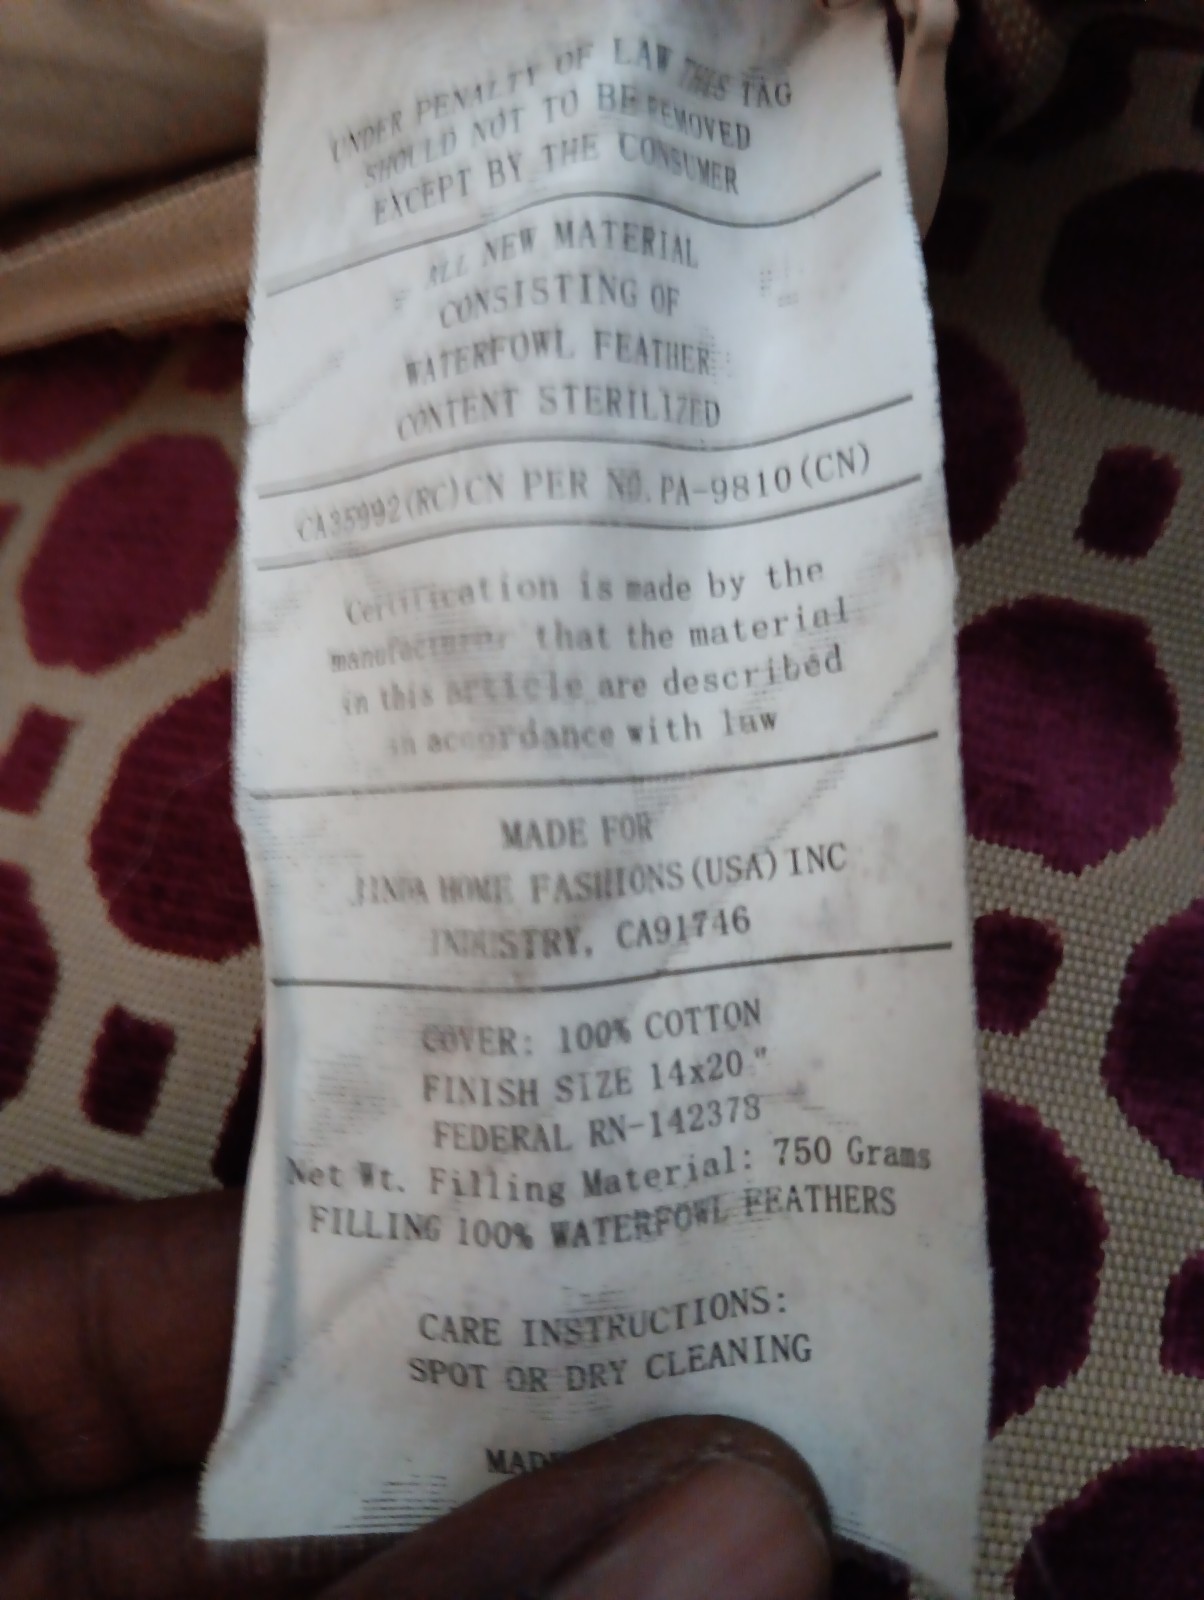 UNDER PENALTY OF LAW THIS TAG
SHOULD NOT TO BE REMOVED
EXCEPT BY THE CONSUMER
ALL NEW MATERIAL
CONSISTING OF
WATERFOWL FEATHER
CONTENT STERILIZED
CA35992(RC)CN PER NO.PA-9810(CN)
Certification is made by the
manufacturer that the material
in this article are described
in accordance with law
MADE FOR
JINDA HOME FASHIONS(USA)INC
INDUSTRY, CA91746
COVER: 100% COTTON
FINISH SIZE 14x20"
FEDERAL RN-142378
Net Wt. Filling Material: 750 Grams
FILLING 100% WATERFOWL FEATHERS
CARE INSTRUCTIONS:
SPOT OR DRY CLEANING
MADE